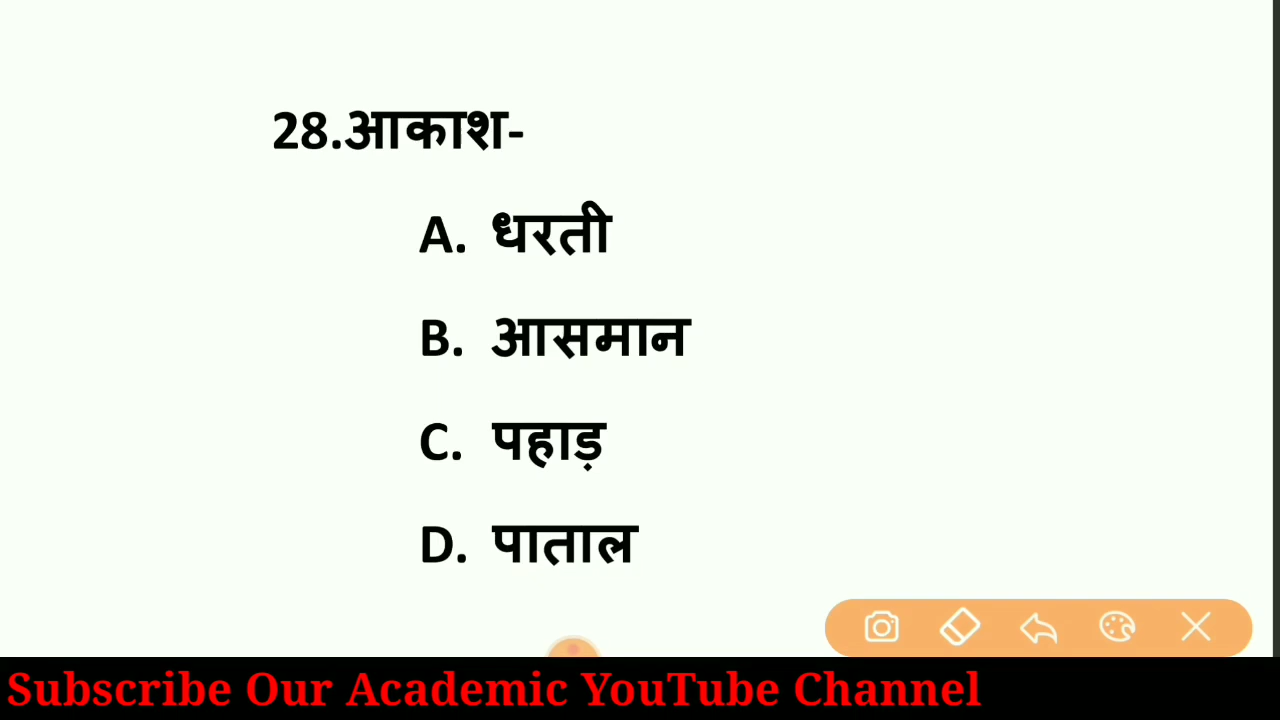 28.आकाश-
A. धरती
B. आसमान
C. पहाड़
D. पाताल
Subscribe Our Academic YouTube Channel